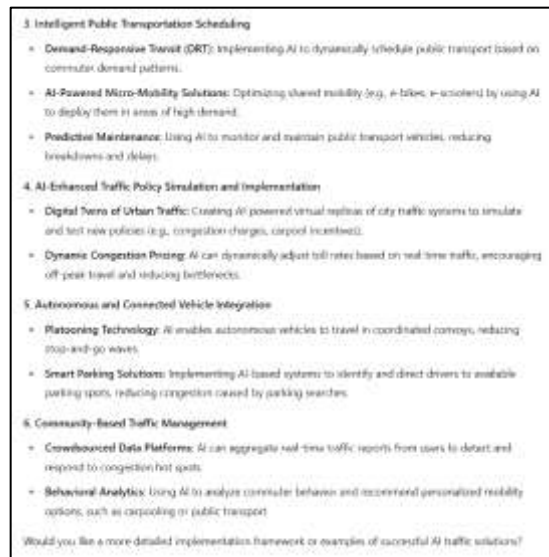 3. Intelligent Public Transportation Scheduling
• Demand-Responsive Transit (DRT): Implementing AI to dynamically schedule public transport based on
commuter demand patterns.
• AI-Powered Micro-Mobility Solutions: Optimizing shared mobility (e.g., e-bikes, e-scooters) by using AI
to deploy them in areas of high demand.
• Predictive Maintenance: Using AI to monitor and maintain public transport vehicles, reducing
breakdowns and delays.
4. AI-Enhanced Traffic Policy Simulation and Implementation
• Digital Twins of Urban Traffic: Creating AI-powered virtual replicas of city traffic systems to simulate
and test new policies (e.g., congestion charges, carpool incentives).
• Dynamic Congestion Pricing: AI can dynamically adjust toll rates based on real-time traffic, encouraging
off-peak travel and reducing bottlenecks.
5. Autonomous and Connected Vehicle Integration
• Platooning Technology: AI enables autonomous vehicles to travel in coordinated convoys, reducing
stop-and-go waves.
• Smart Parking Solutions: Implementing AI-based systems to identify and direct drivers to available
parking spots, reducing congestion caused by parking searches.
6. Community-Based Traffic Management
• Crowdsourced Data Platforms: AI can aggregate real-time traffic reports from users to detect and
respond to congestion hot spots.
• Behavioral Analytics: Using AI to analyze commuter behavior and recommend personalized mobility
options, such as carpooling or public transport
Would you like a more detailed implementation framework or examples of successful AI traffic solutions?